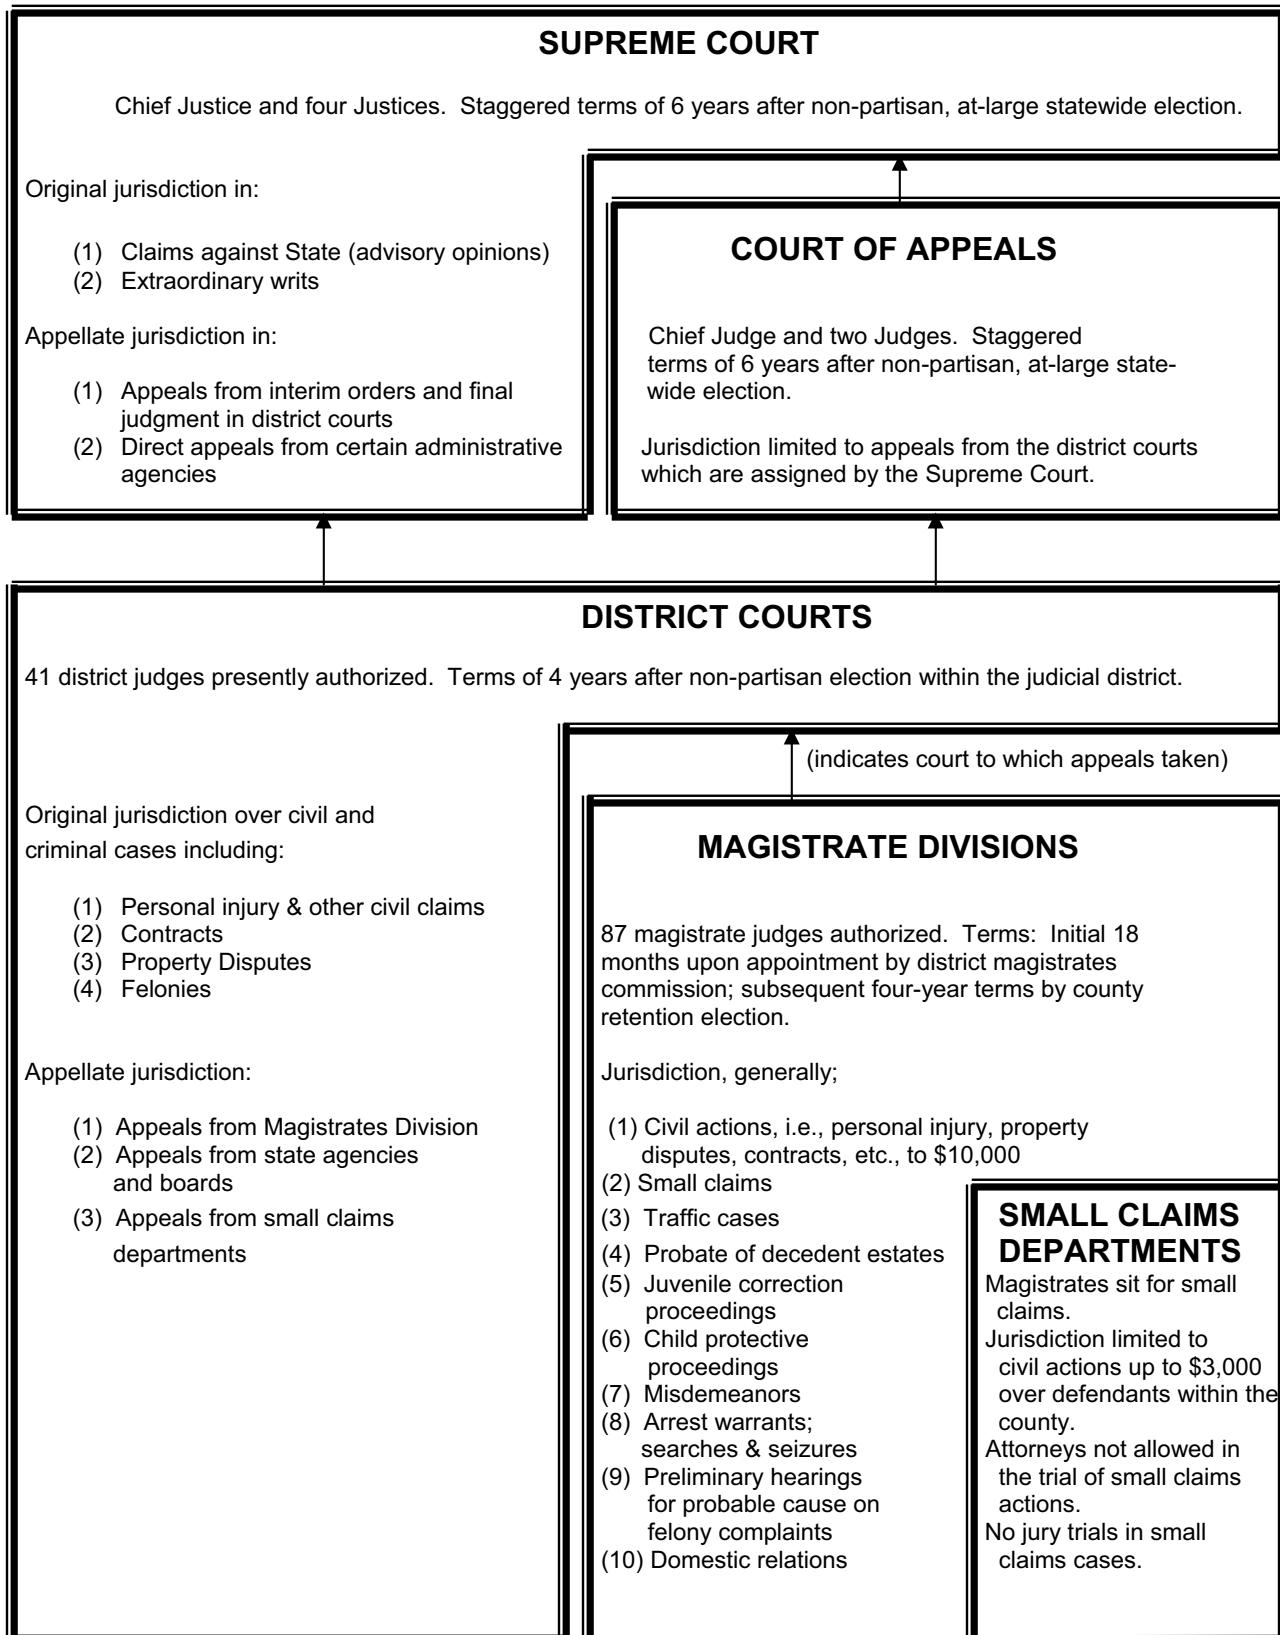 SUPREME COURT
Chief Justice and four Justices. Staggered terms of 6 years after non-partisan, at-large statewide election.
Original jurisdiction in:
(1) Claims against State (advisory opinions)
(2) Extraordinary writs
Appellate jurisdiction in:
(1) Appeals from interim orders and final
judgment in district courts
(2) Direct appeals from certain administrative
agencies
COURT OF APPEALS
Chief Judge and two Judges. Staggered
terms of 6 years after non-partisan, at-large state-
wide election.
Jurisdiction limited to appeals from the district courts
which are assigned by the Supreme Court.
DISTRICT COURTS
41 district judges presently authorized. Terms of 4 years after non-partisan election within the judicial district.
(indicates court to which appeals taken)
Original jurisdiction over civil and
criminal cases including:
(1) Personal injury & other civil claims
(2) Contracts
(3) Property Disputes
(4) Felonies
Appellate jurisdiction:
(1) Appeals from Magistrates Division
(2) Appeals from state agencies
and boards
(3) Appeals from small claims
departments
MAGISTRATE DIVISIONS
87 magistrate judges authorized. Terms: Initial 18
months upon appointment by district magistrates
commission; subsequent four-year terms by county
retention election.
Jurisdiction, generally;
(1) Civil actions, i.e., personal injury, property
disputes, contracts, etc., to $10,000
(2) Small claims
(3) Traffic cases
(4) Probate of decedent estates
(5) Juvenile correction
proceedings
(6) Child protective
proceedings
(7) Misdemeanors
(8) Arrest warrants;
searches & seizures
(9) Preliminary hearings
for probable cause on
felony complaints
(10) Domestic relations
SMALL CLAIMS
DEPARTMENTS
Magistrates sit for small
claims.
Jurisdiction limited to
civil actions up to $3,000
over defendants within the
county.
Attorneys not allowed in
the trial of small claims
actions.
No jury trials in small
claims cases.